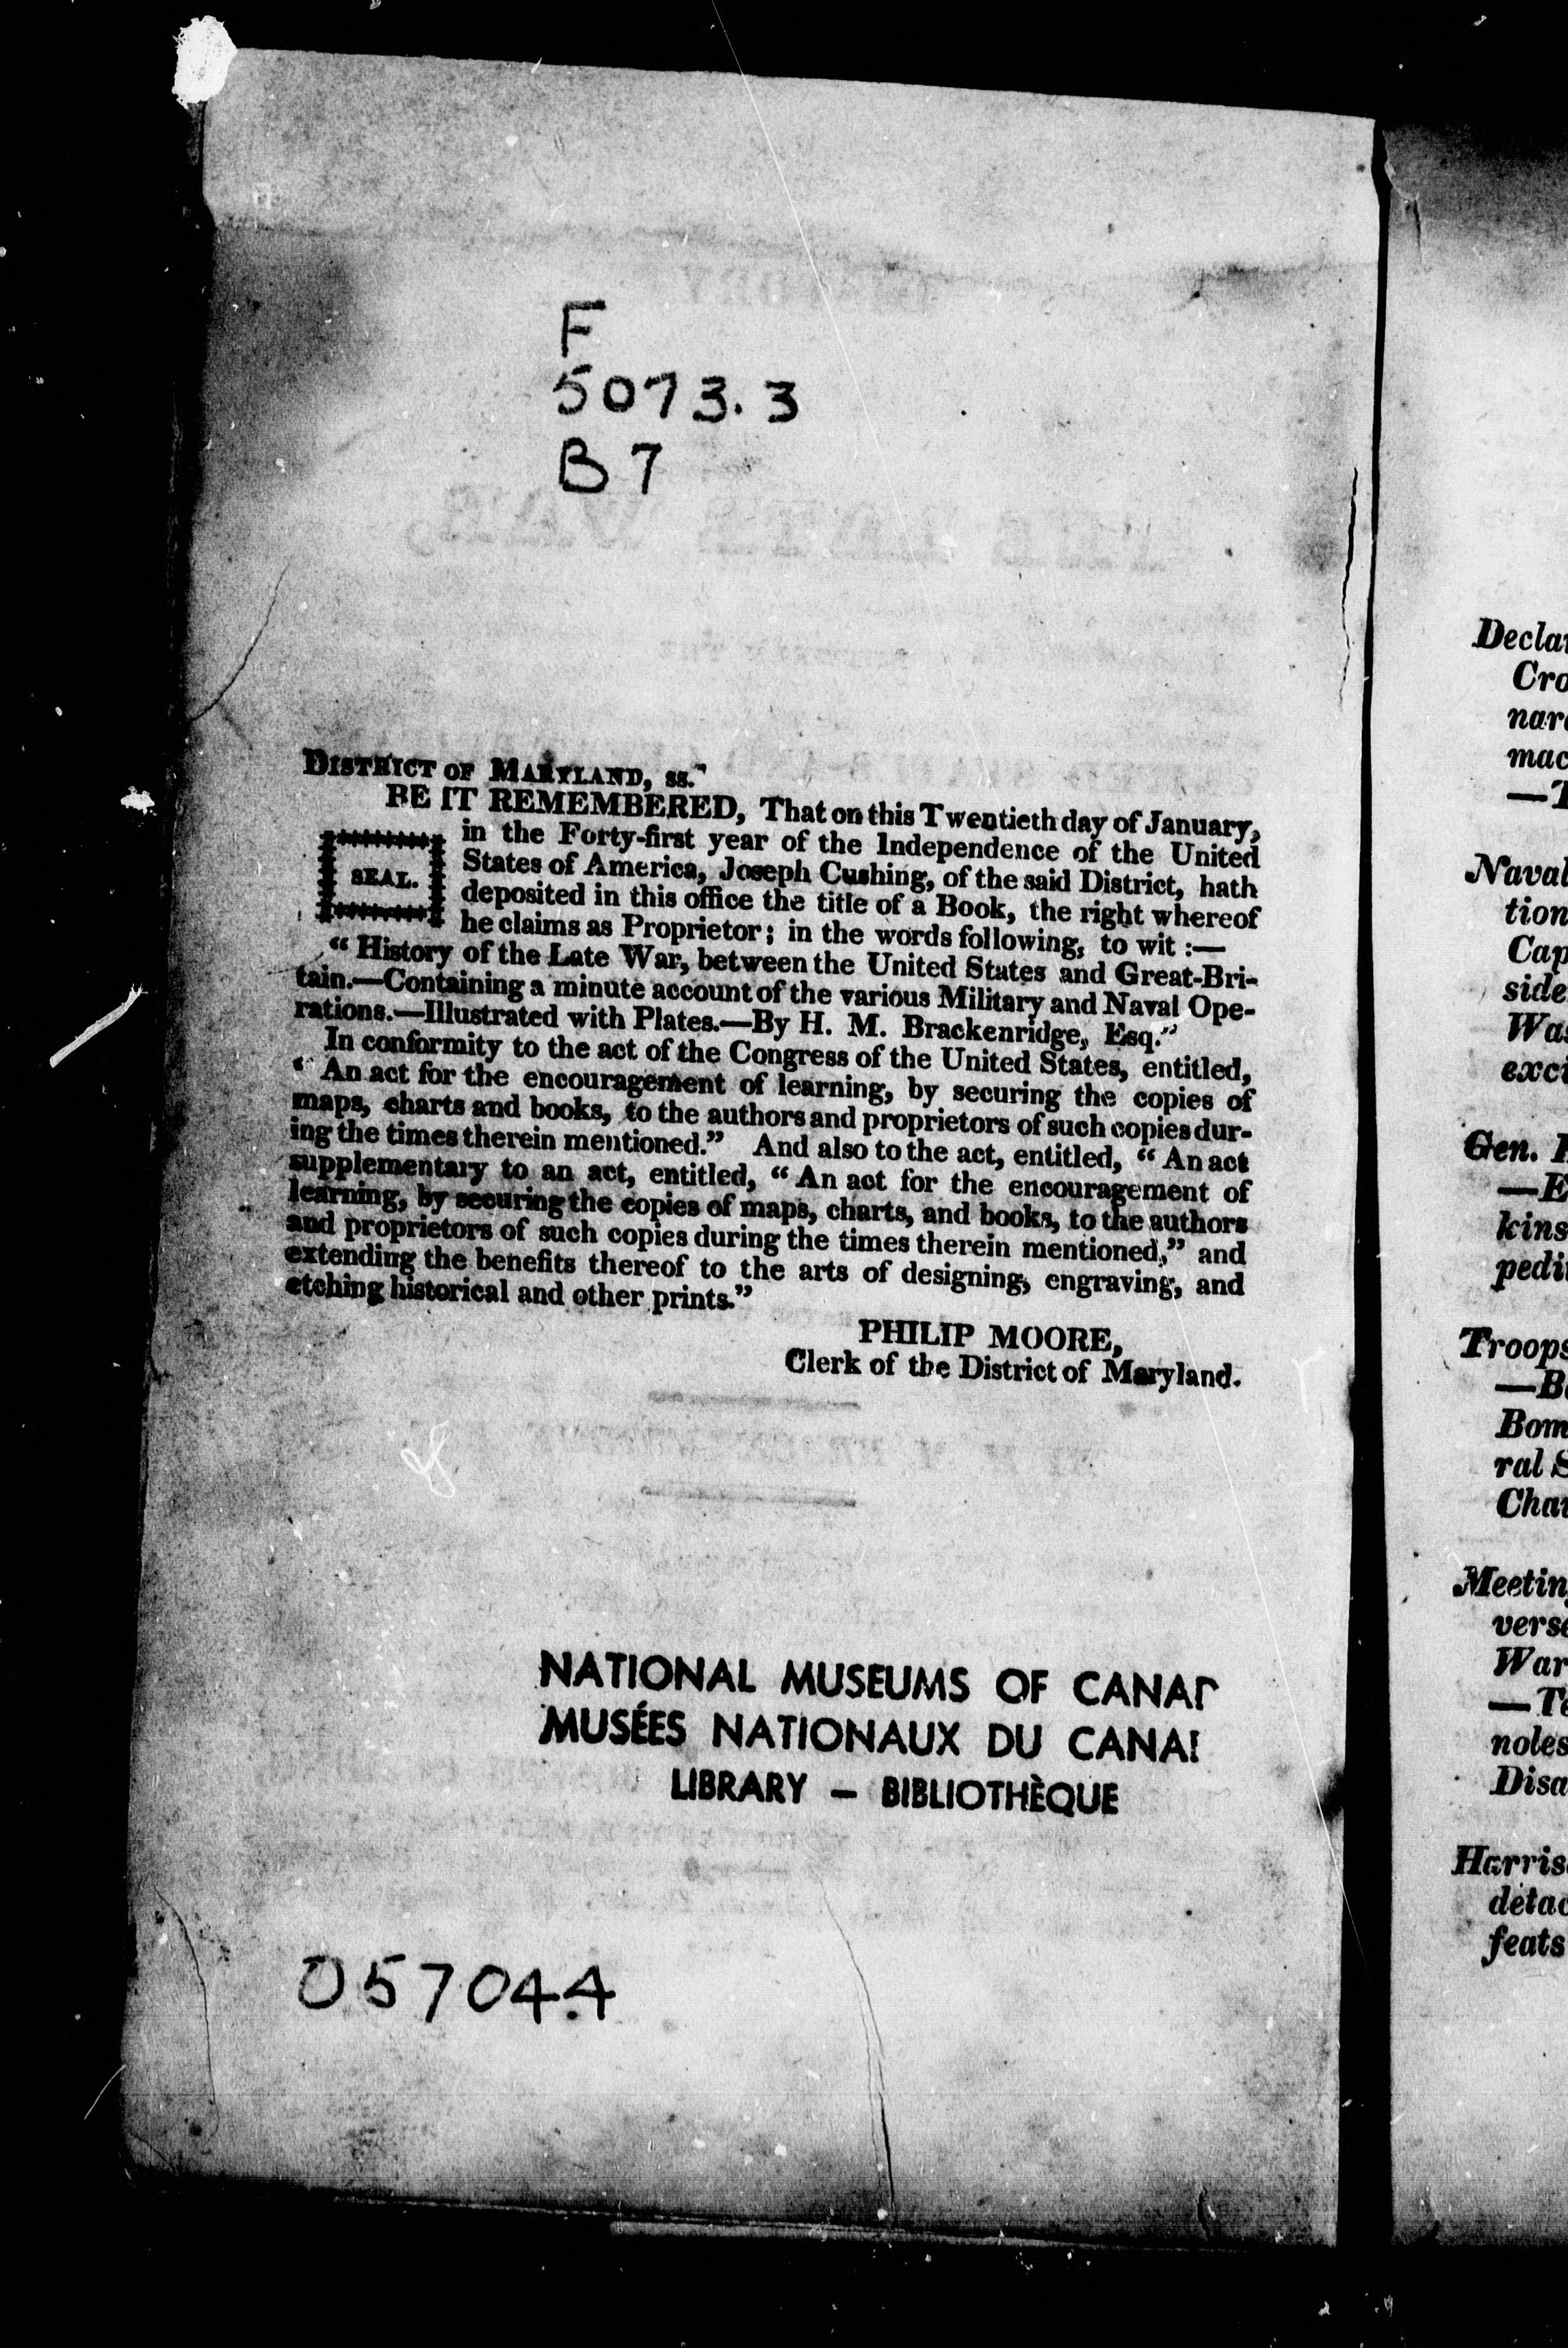 F
5073.3
B7
DISTRICT OF MARYLAND, ss.
BE IT REMEMBERED, That on this Twentieth day of January,
in the Forty-first year of the Independence of the United
SEAL.
States of America, Joseph Cushing, of the said District, hath
deposited in this office the title of a Book, the right whereof
he claims as Proprietor; in the words following, to wit :—
“ History of the Late War, between the United States and Great-Bri-
tain.—Containing a minute account of the various Military and Naval Ope-
rations.—Illustrated with Plates.—By H. M. Brackenridge, Esq.”
In conformity to the act of the Congress of the United States, entitled,
“ An act for the encouragement of learning, by securing the copies of
maps, charts and books, to the authors and proprietors of such copies dur-
ing the times therein mentioned.” And also to the act, entitled, “ An act
supplementary to an act, entitled, “ An act for the encouragement of
learning, by securing the copies of maps, charts, and books, to the authors
and proprietors of such copies during the times therein mentioned,” and
extending the benefits thereof to the arts of designing, engraving, and
etching historical and other prints.”
PHILIP MOORE,
Clerk of the District of Maryland.
NATIONAL MUSEUMS OF CANA
MUSÉES NATIONAUX DU CANA
LIBRARY — BIBLIOTHÈQUE
057044
Decla
Cro
nar
mac
Naval
tion
Cap
side
Was
exci
Gen.
—E
kins
pedi
Troops
—B
Bom
ral S
Cha
Meetin
verse
War
—T
noles
Disa
Harris
detac
feats